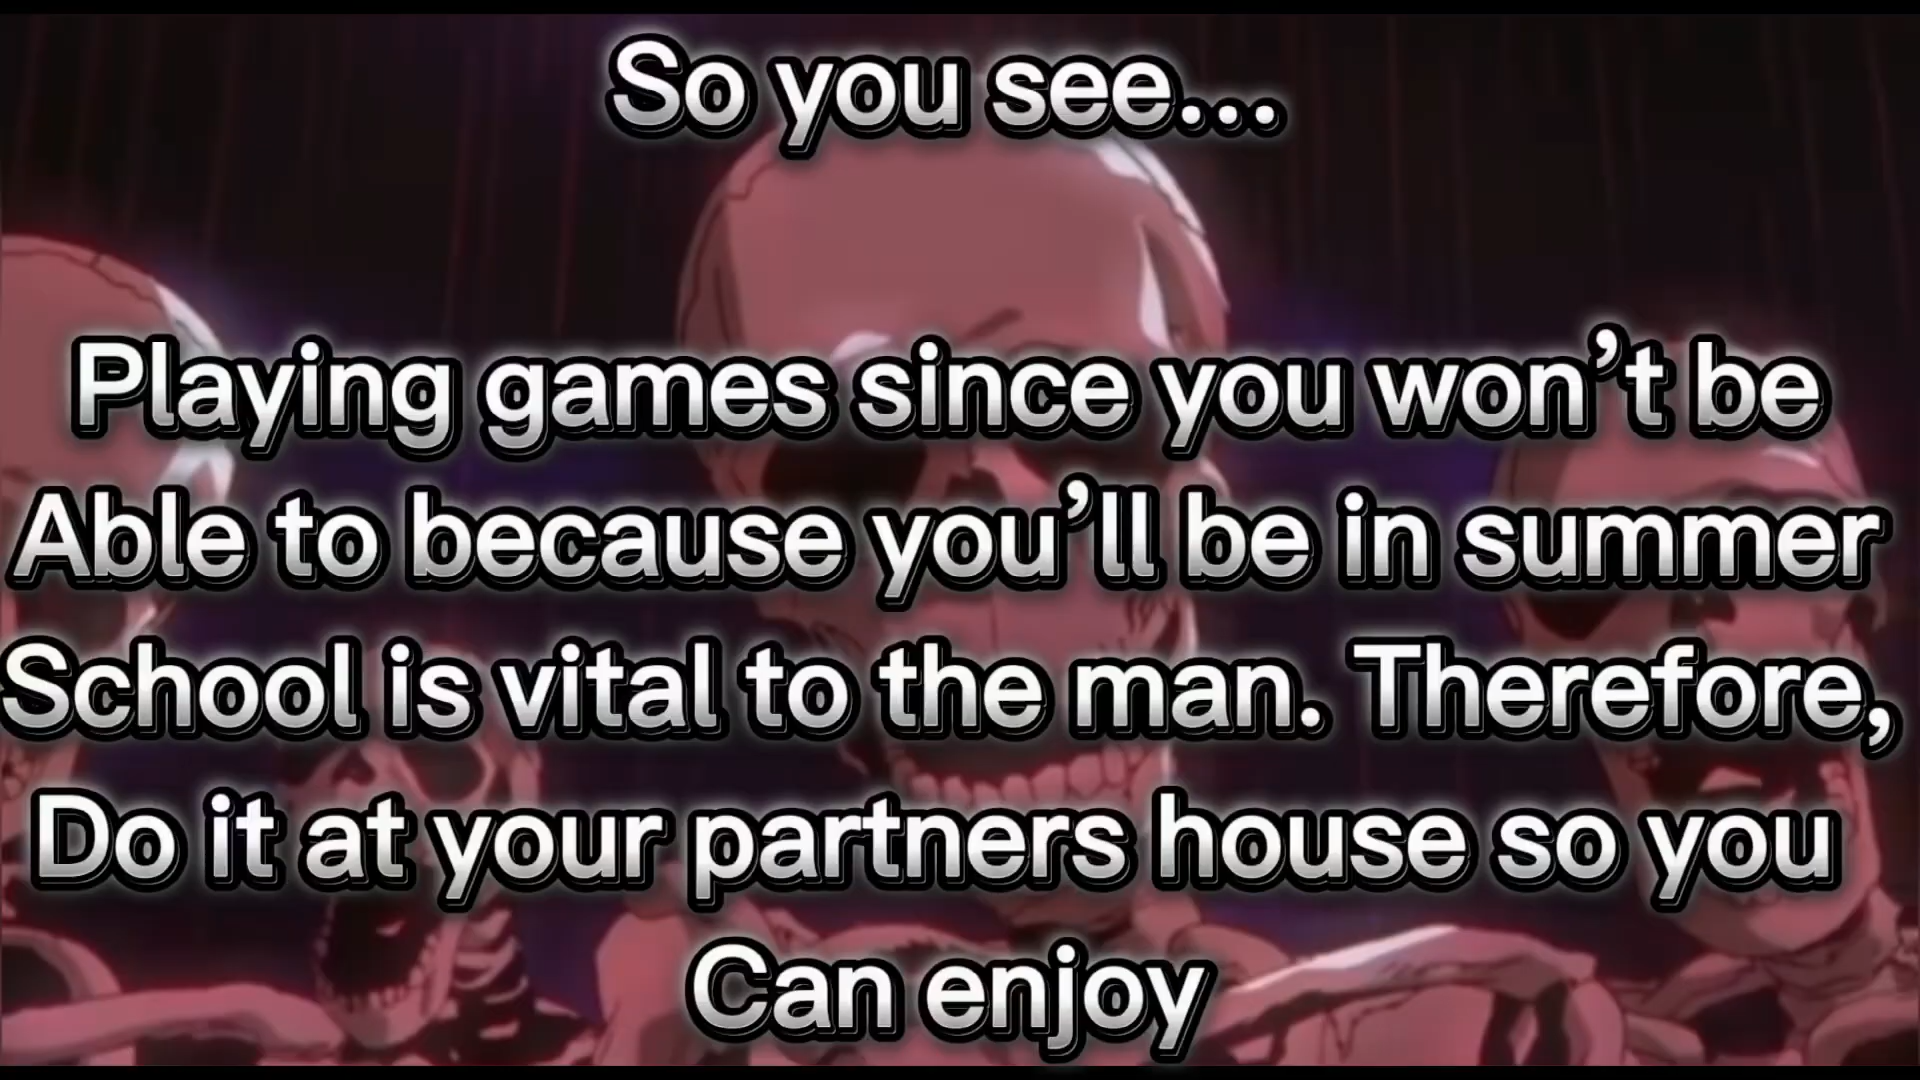 So you see...
Playing games since you won’t be
Able to because you’ll be in summer
School is vital to the man. Therefore,
Do it at your partners house so you
Can enjoy